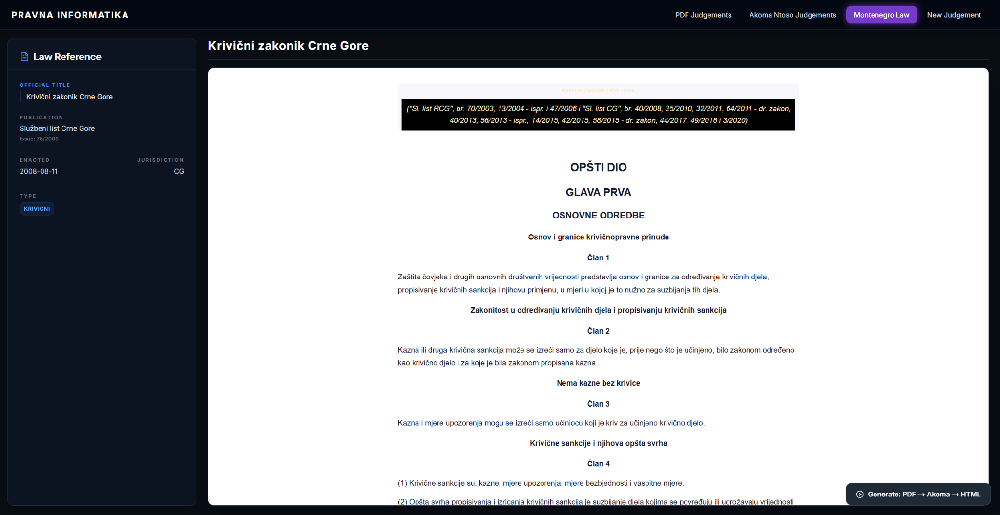 PRAVNA INFORMATIKA
PDF Judgements
Akoma Ntoso Judgements
Montenegro Law
New Judgement
Law Reference
OFFICIAL TITLE
Krivični zakonik Crne Gore
PUBLICATION
Službeni list Crne Gore
Issue: 76/2008
ENACTED
JURISDICTION
2008-08-11
CG
TYPE
KRIVICNI
Krivični zakonik Crne Gore
KRIVIČNI ZAKONIK CRNE GORE
("Sl. list RCG", br. 70/2003, 13/2004 - ispr. i 47/2006 i "Sl. list CG", br. 40/2008, 25/2010, 32/2011, 64/2011 - dr. zakon,
40/2013, 56/2013 - ispr., 14/2015, 42/2015, 58/2015 - dr. zakon, 44/2017, 49/2018 i 3/2020)
OPŠTI DIO
GLAVA PRVA
OSNOVNE ODREDBE
Osnov i granice krivičnopravne prinude
Član 1
Zaštita čovjeka i drugih osnovnih društvenih vrijednosti predstavlja osnov i granice za određivanje krivičnih djela,
propisivanje krivičnih sankcija i njihovu primjenu, u mjeri u kojoj je to nužno za suzbijanje tih djela.
Zakonitost u određivanju krivičnih djela i propisivanju krivičnih sankcija
Član 2
Kazna ili druga krivična sankcija može se izreći samo za djelo koje je, prije nego što je učinjeno, bilo zakonom određeno
kao krivično djelo i za koje je bila zakonom propisana kazna .
Nema kazne bez krivice
Član 3
Kazna i mjere upozorenja mogu se izreći samo učiniocu koji je kriv za učinjeno krivično djelo.
Krivične sankcije i njihova opšta svrha
Član 4
(1) Krivične sankcije su: kazne, mjere upozorenja, mjere bezbjednosti i vaspitne mjere.
(2) Opšta svrha propisivanja i izricanja krivičnih sankcija je suzbijanje djela kojima se povređuju ili ugrožavaju vrijednosti
Generate: PDF → Akoma → HTML